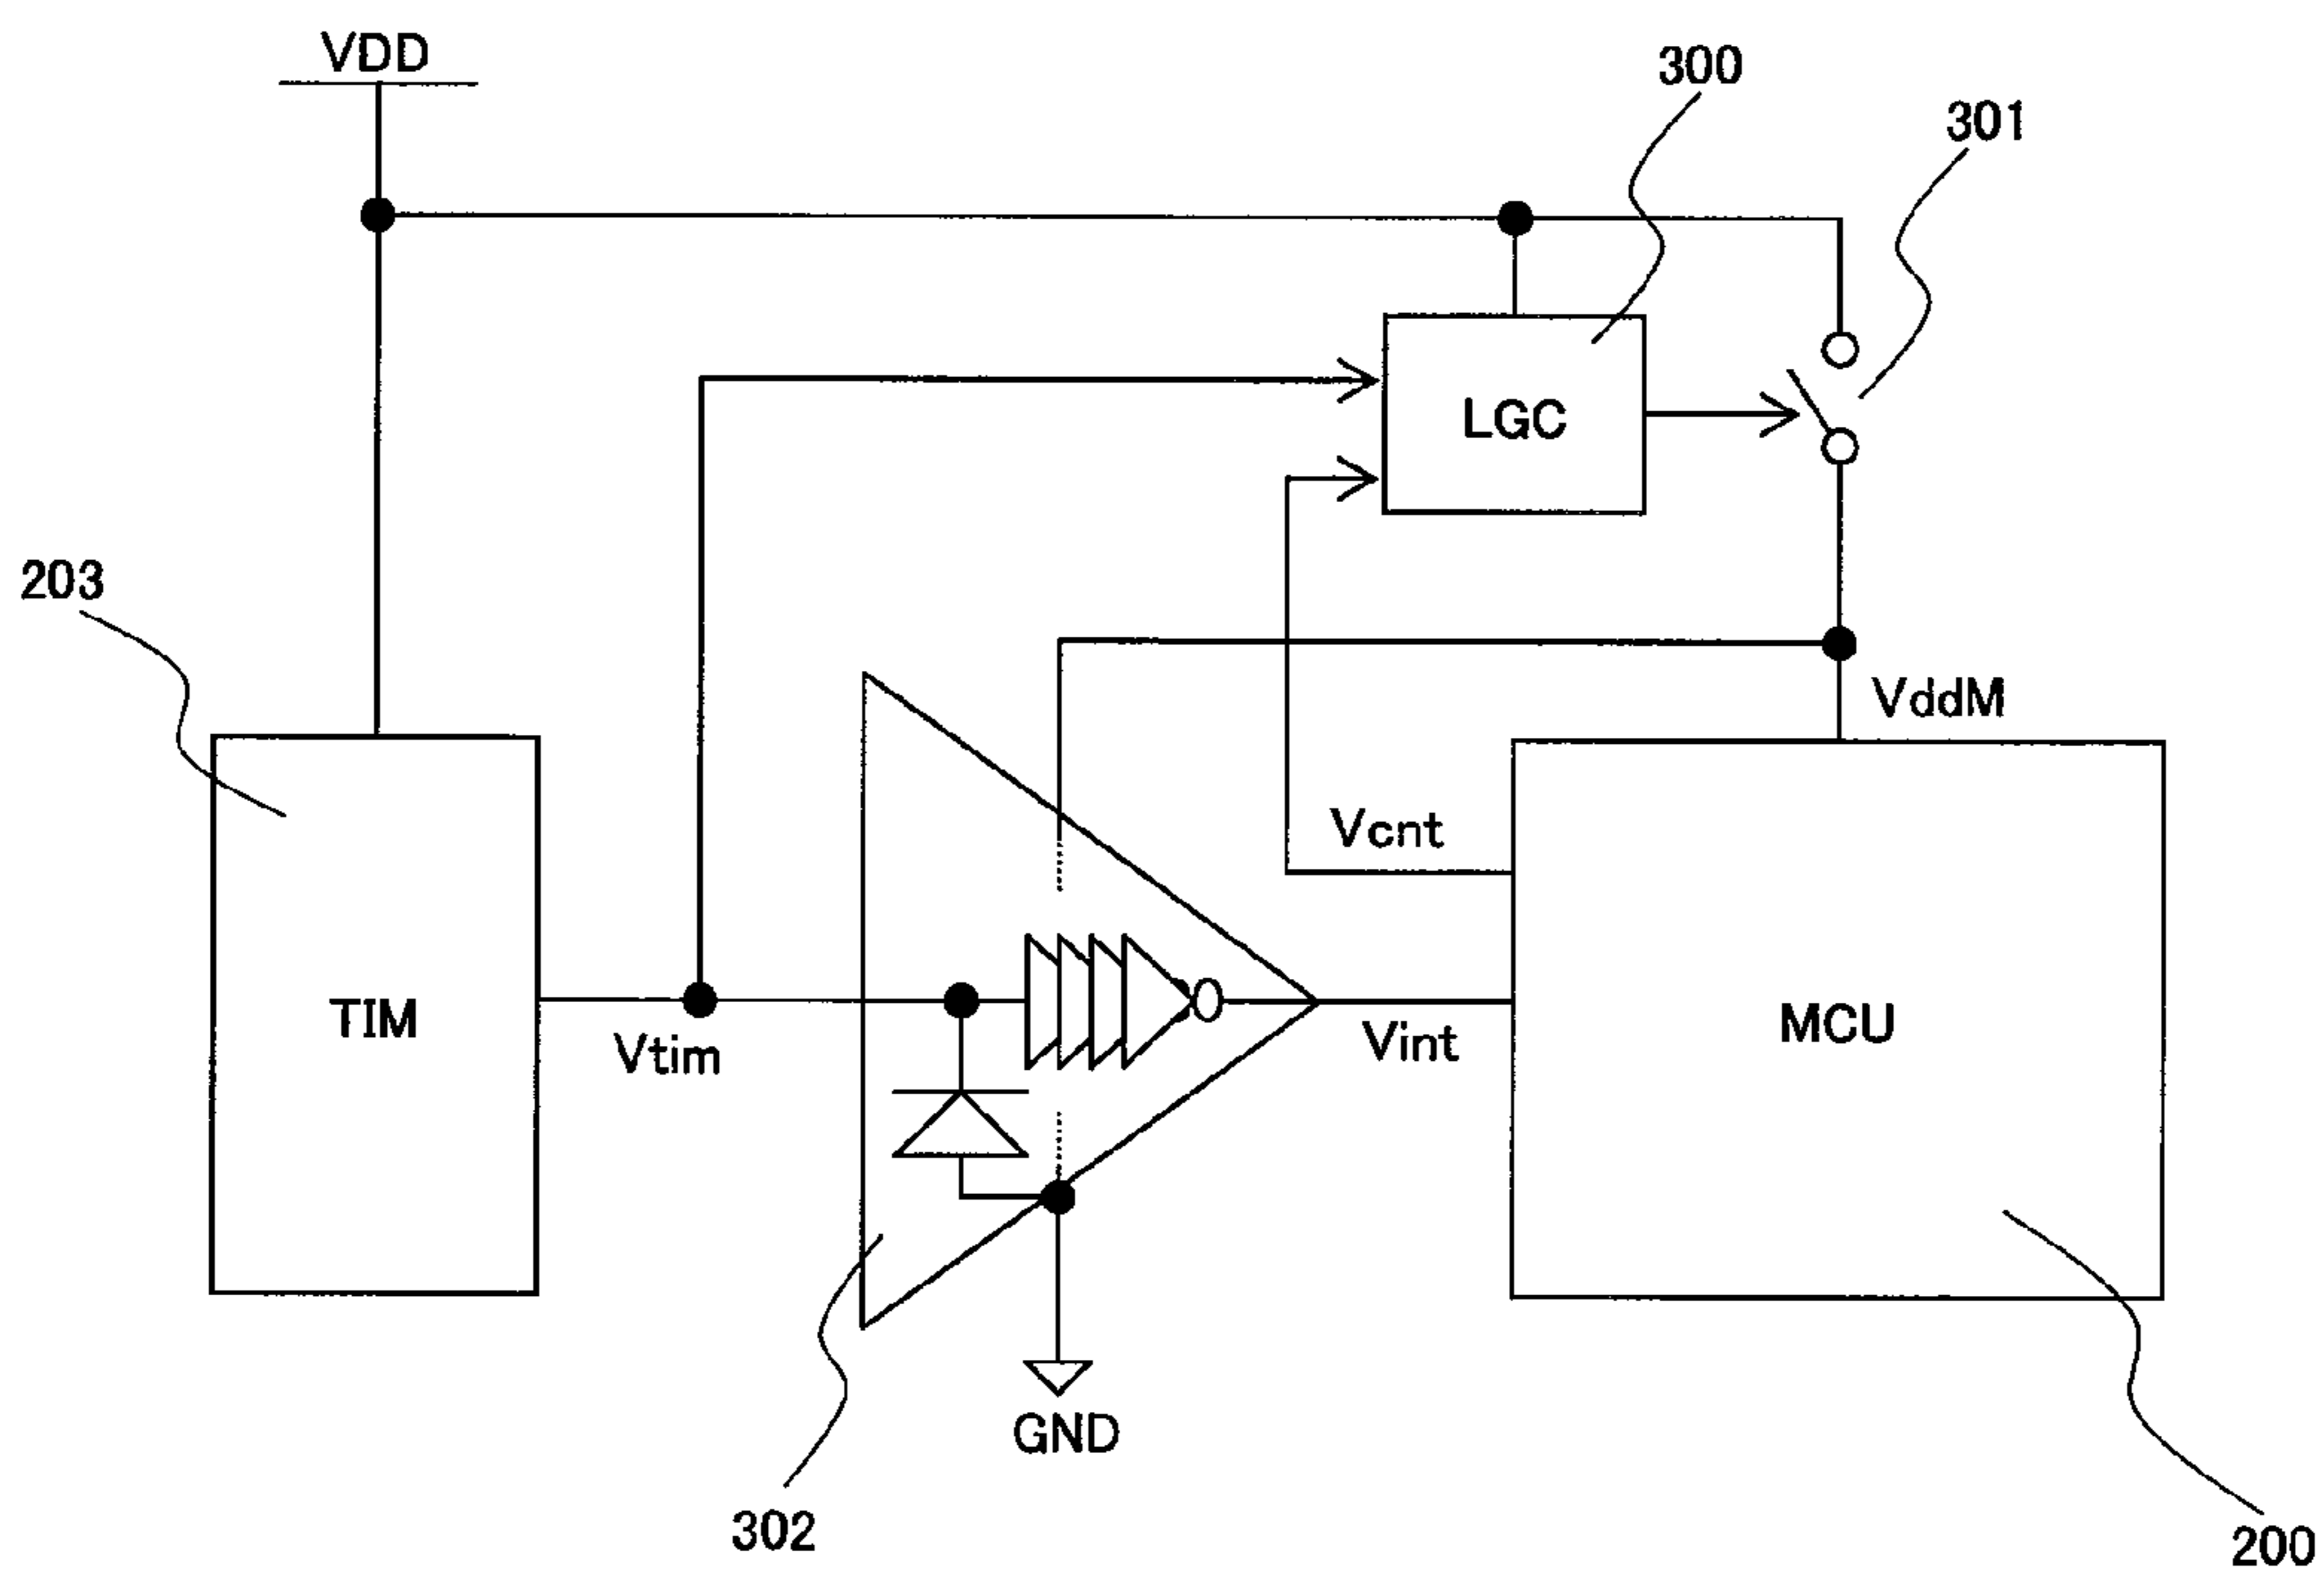 VDD
300
301
LGC
203
VddM
Vcnt
TIM
Vtim
Vint
MCU
GND
302
200